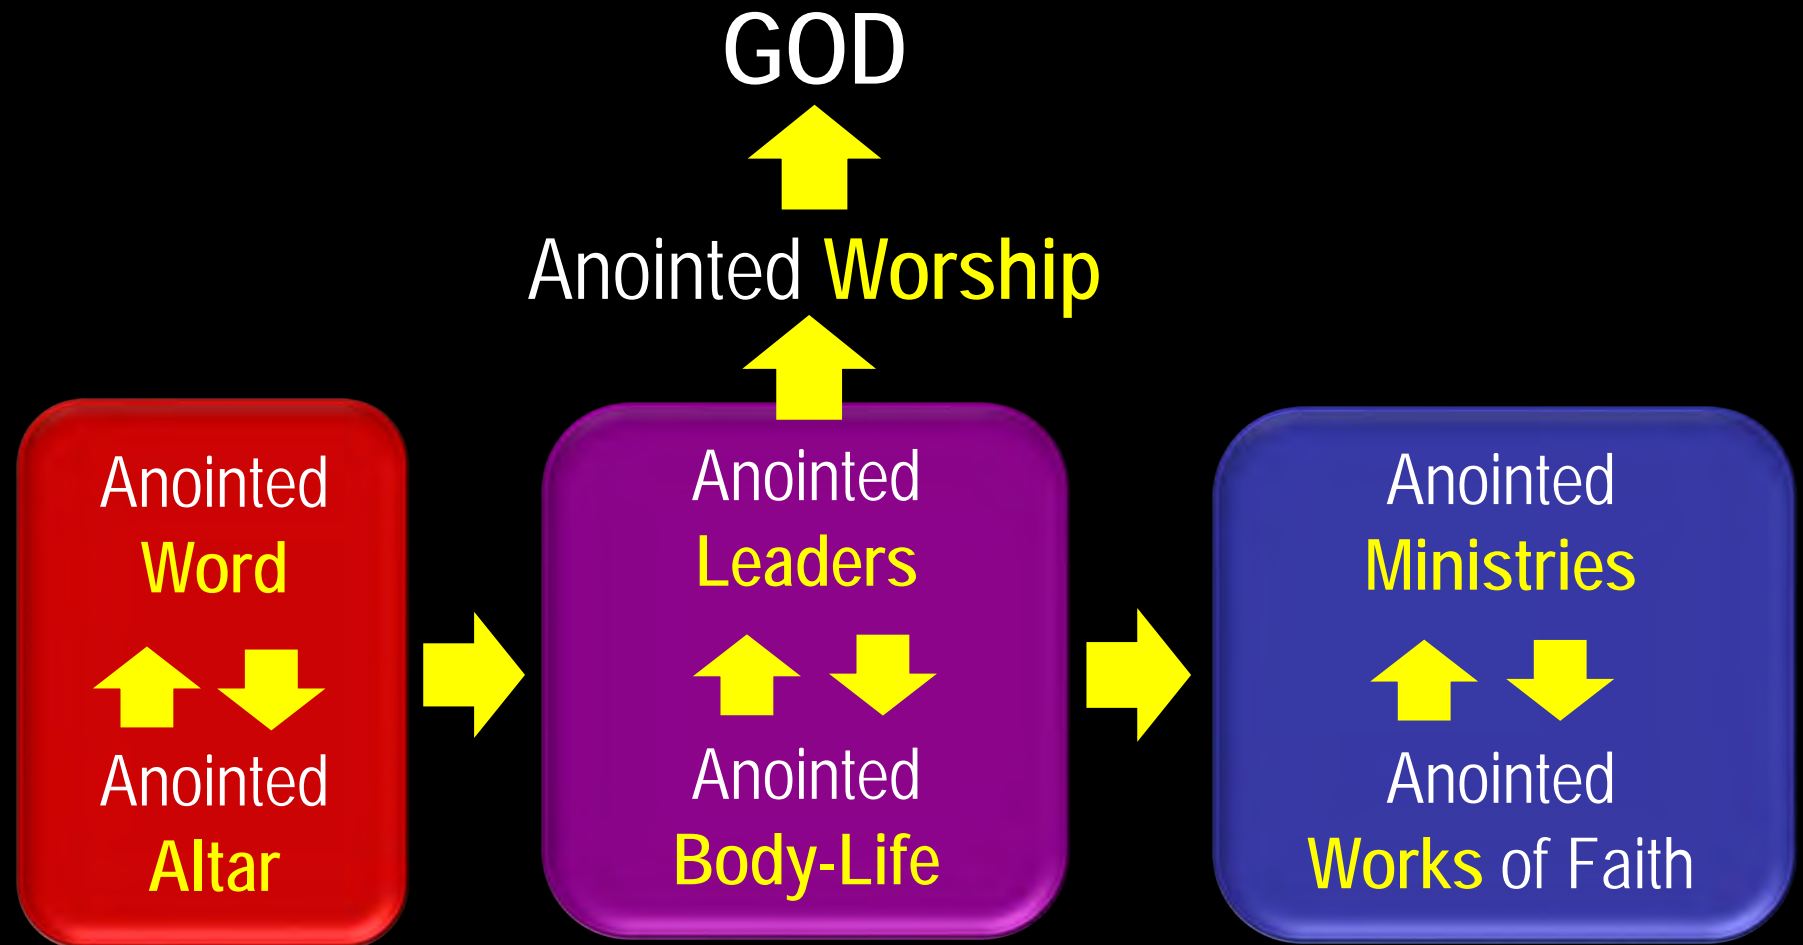 GOD
Anointed Worship
Anointed
Word
Anointed
Altar
Anointed
Leaders
Anointed
Body-Life
Anointed
Ministries
Anointed
Works of Faith